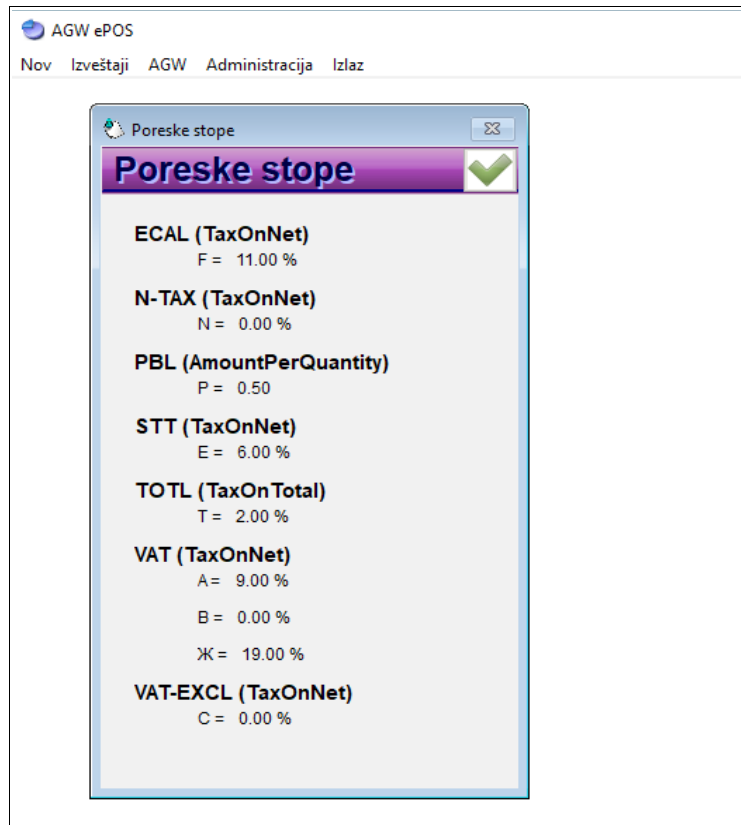 AGW ePOS
Nov Izveštaji AGW Administracija Izlaz
Poreske stope
Poreske stope
ECAL (TaxOnNet)
F = 11.00 %
N-TAX (TaxOnNet)
N = 0.00 %
PBL (AmountPerQuantity)
P = 0.50
STT (TaxOnNet)
E = 6.00 %
TOTL (TaxOnTotal)
T = 2.00 %
VAT (TaxOnNet)
A = 9.00 %
B = 0.00 %
Ж = 19.00 %
VAT-EXCL (TaxOnNet)
C = 0.00 %